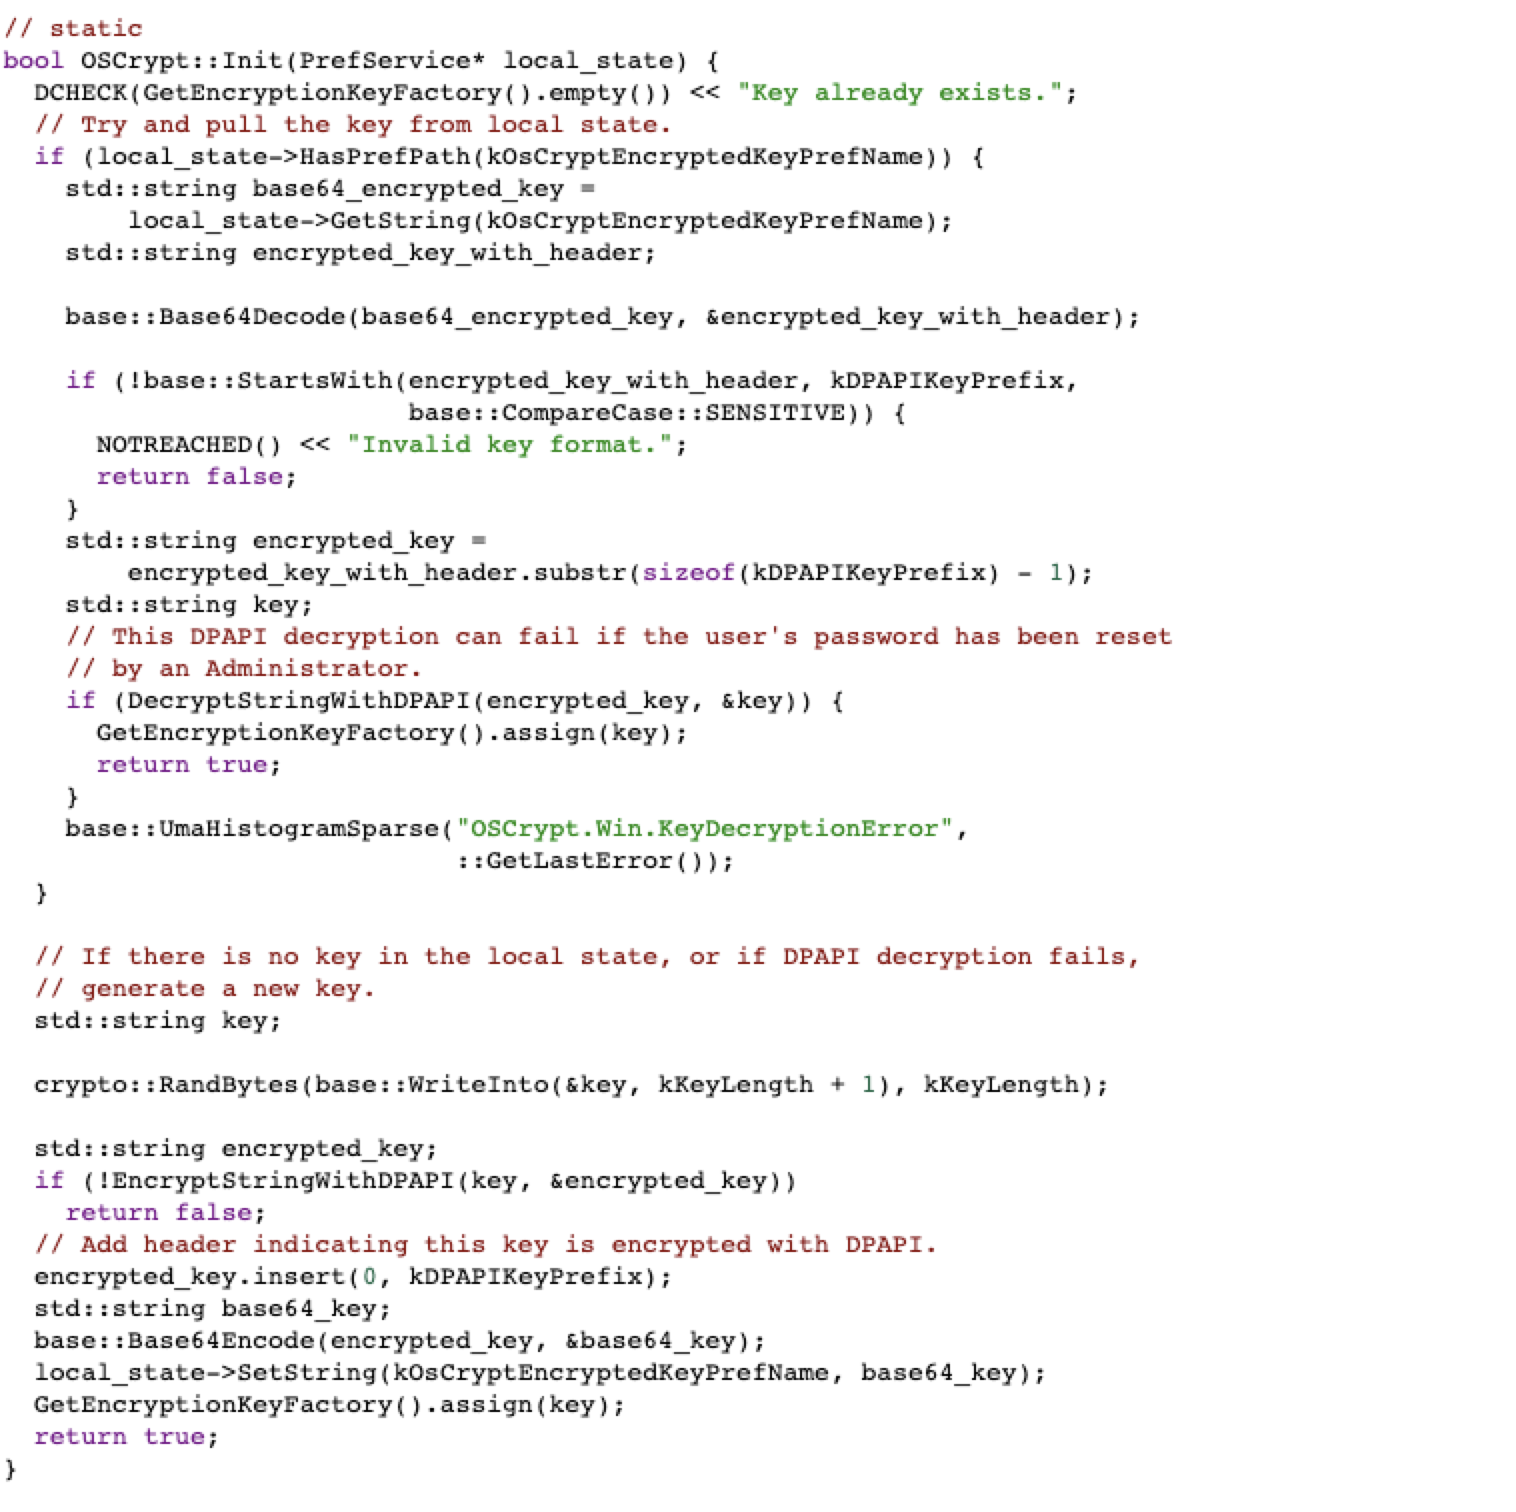 // static
bool OSCrypt::Init(PrefService* local_state) {
  DCHECK(GetEncryptionKeyFactory().empty()) << "Key already exists.";
  // Try and pull the key from local state.
  if (local_state->HasPrefPath(kOsCryptEncryptedKeyPrefName)) {
    std::string base64_encrypted_key =
        local_state->GetString(kOsCryptEncryptedKeyPrefName);
    std::string encrypted_key_with_header;

    base::Base64Decode(base64_encrypted_key, &encrypted_key_with_header);

    if (!base::StartsWith(encrypted_key_with_header, kDPAPIKeyPrefix,
                          base::CompareCase::SENSITIVE)) {
      NOTREACHED() << "Invalid key format.";
      return false;
    }
    std::string encrypted_key =
        encrypted_key_with_header.substr(sizeof(kDPAPIKeyPrefix) - 1);
    std::string key;
    // This DPAPI decryption can fail if the user's password has been reset
    // by an Administrator.
    if (DecryptStringWithDPAPI(encrypted_key, &key)) {
      GetEncryptionKeyFactory().assign(key);
      return true;
    }
    base::UmaHistogramSparse("OSCrypt.Win.KeyDecryptionError",
                             ::GetLastError());
  }

  // If there is no key in the local state, or if DPAPI decryption fails,
  // generate a new key.
  std::string key;

  crypto::RandBytes(base::WriteInto(&key, kKeyLength + 1), kKeyLength);

  std::string encrypted_key;
  if (!EncryptStringWithDPAPI(key, &encrypted_key))
    return false;
  // Add header indicating this key is encrypted with DPAPI.
  encrypted_key.insert(0, kDPAPIKeyPrefix);
  std::string base64_key;
  base::Base64Encode(encrypted_key, &base64_key);
  local_state->SetString(kOsCryptEncryptedKeyPrefName, base64_key);
  GetEncryptionKeyFactory().assign(key);
  return true;
}